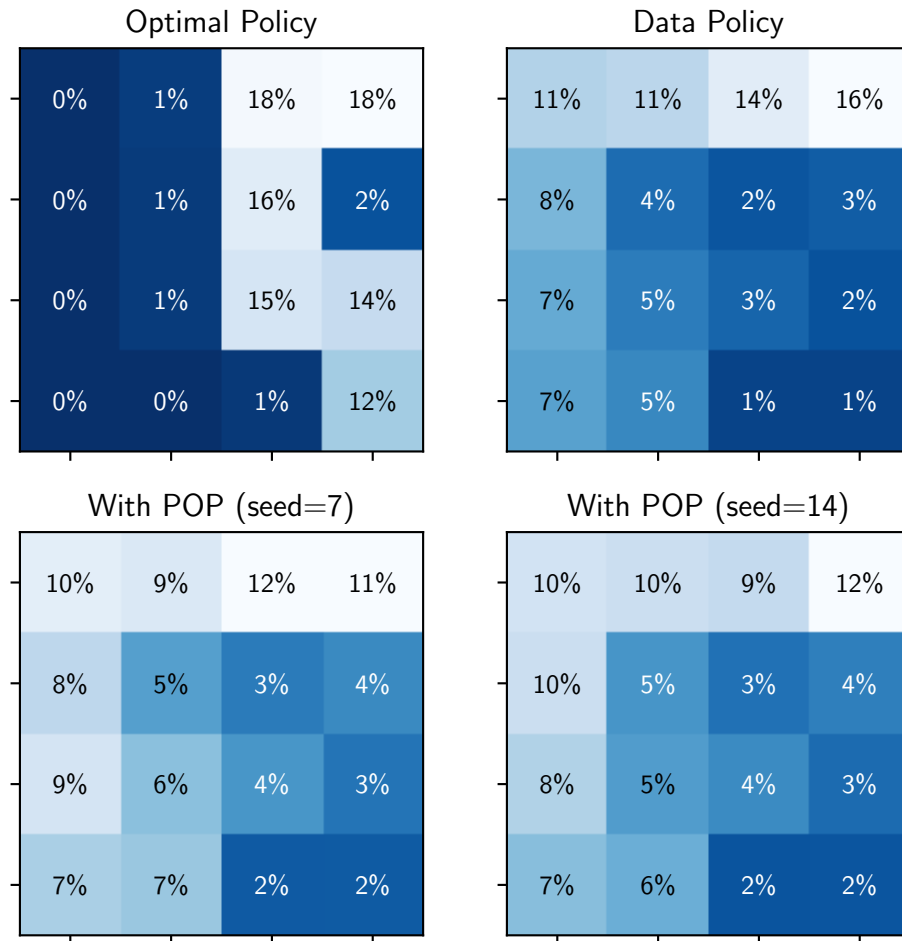 Optimal Policy
0% 1% 18% 18%
0% 1% 16% 2%
0% 1% 15% 14%
0% 0% 1% 12%
Data Policy
11% 11% 14% 16%
8% 4% 2% 3%
7% 5% 3% 2%
7% 5% 1% 1%
With POP (seed=7)
10% 9% 12% 11%
8% 5% 3% 4%
9% 6% 4% 3%
7% 7% 2% 2%
With POP (seed=14)
10% 10% 9% 12%
10% 5% 3% 4%
8% 5% 4% 3%
7% 6% 2% 2%